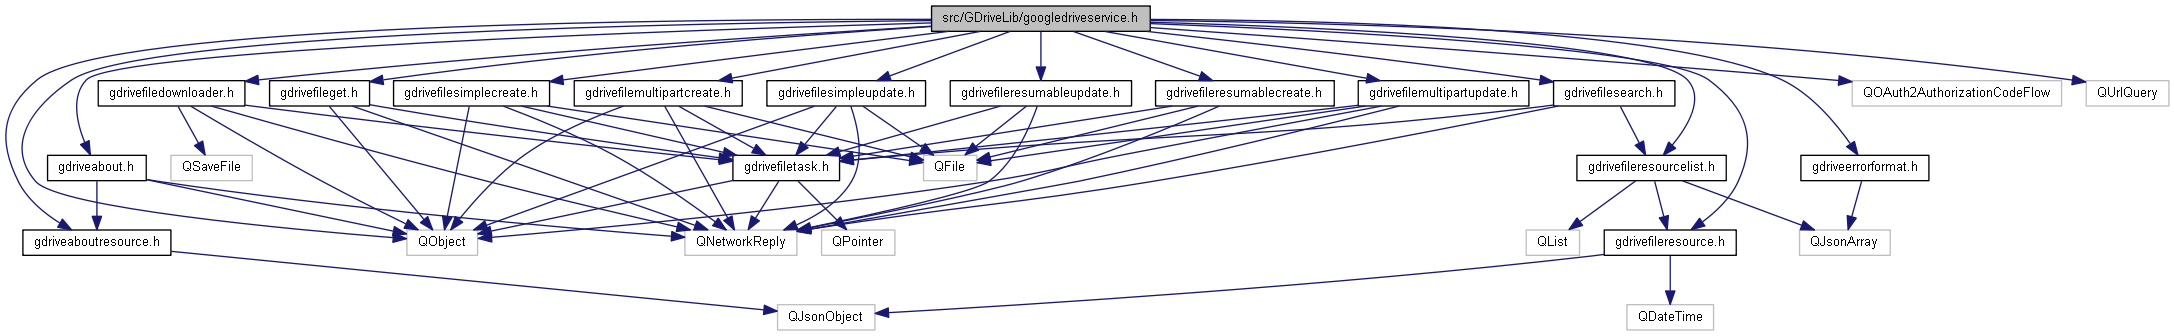 src/GDriveLib/googledriveservice.h
gdrivefiledownloader.h
gdrivefileget.h
gdrivefilesimplecreate.h
gdrivefilemultipartcreate.h
gdrivefilesimpleupdate.h
gdrivefileresumableupdate.h
gdrivefileresumablecreate.h
gdrivefilemultipartupdate.h
gdrivefilesearch.h
QOAuth2AuthorizationCodeFlow
QUrlQuery
gdriveabout.h
QSaveFile
gdrivefiletask.h
QFile
gdrivefileresourcelist.h
gdriveerrorformat.h
gdriveaboutresource.h
QObject
QNetworkReply
QPointer
QList
gdrivefileresource.h
QJsonArray
QJsonObject
QDateTime